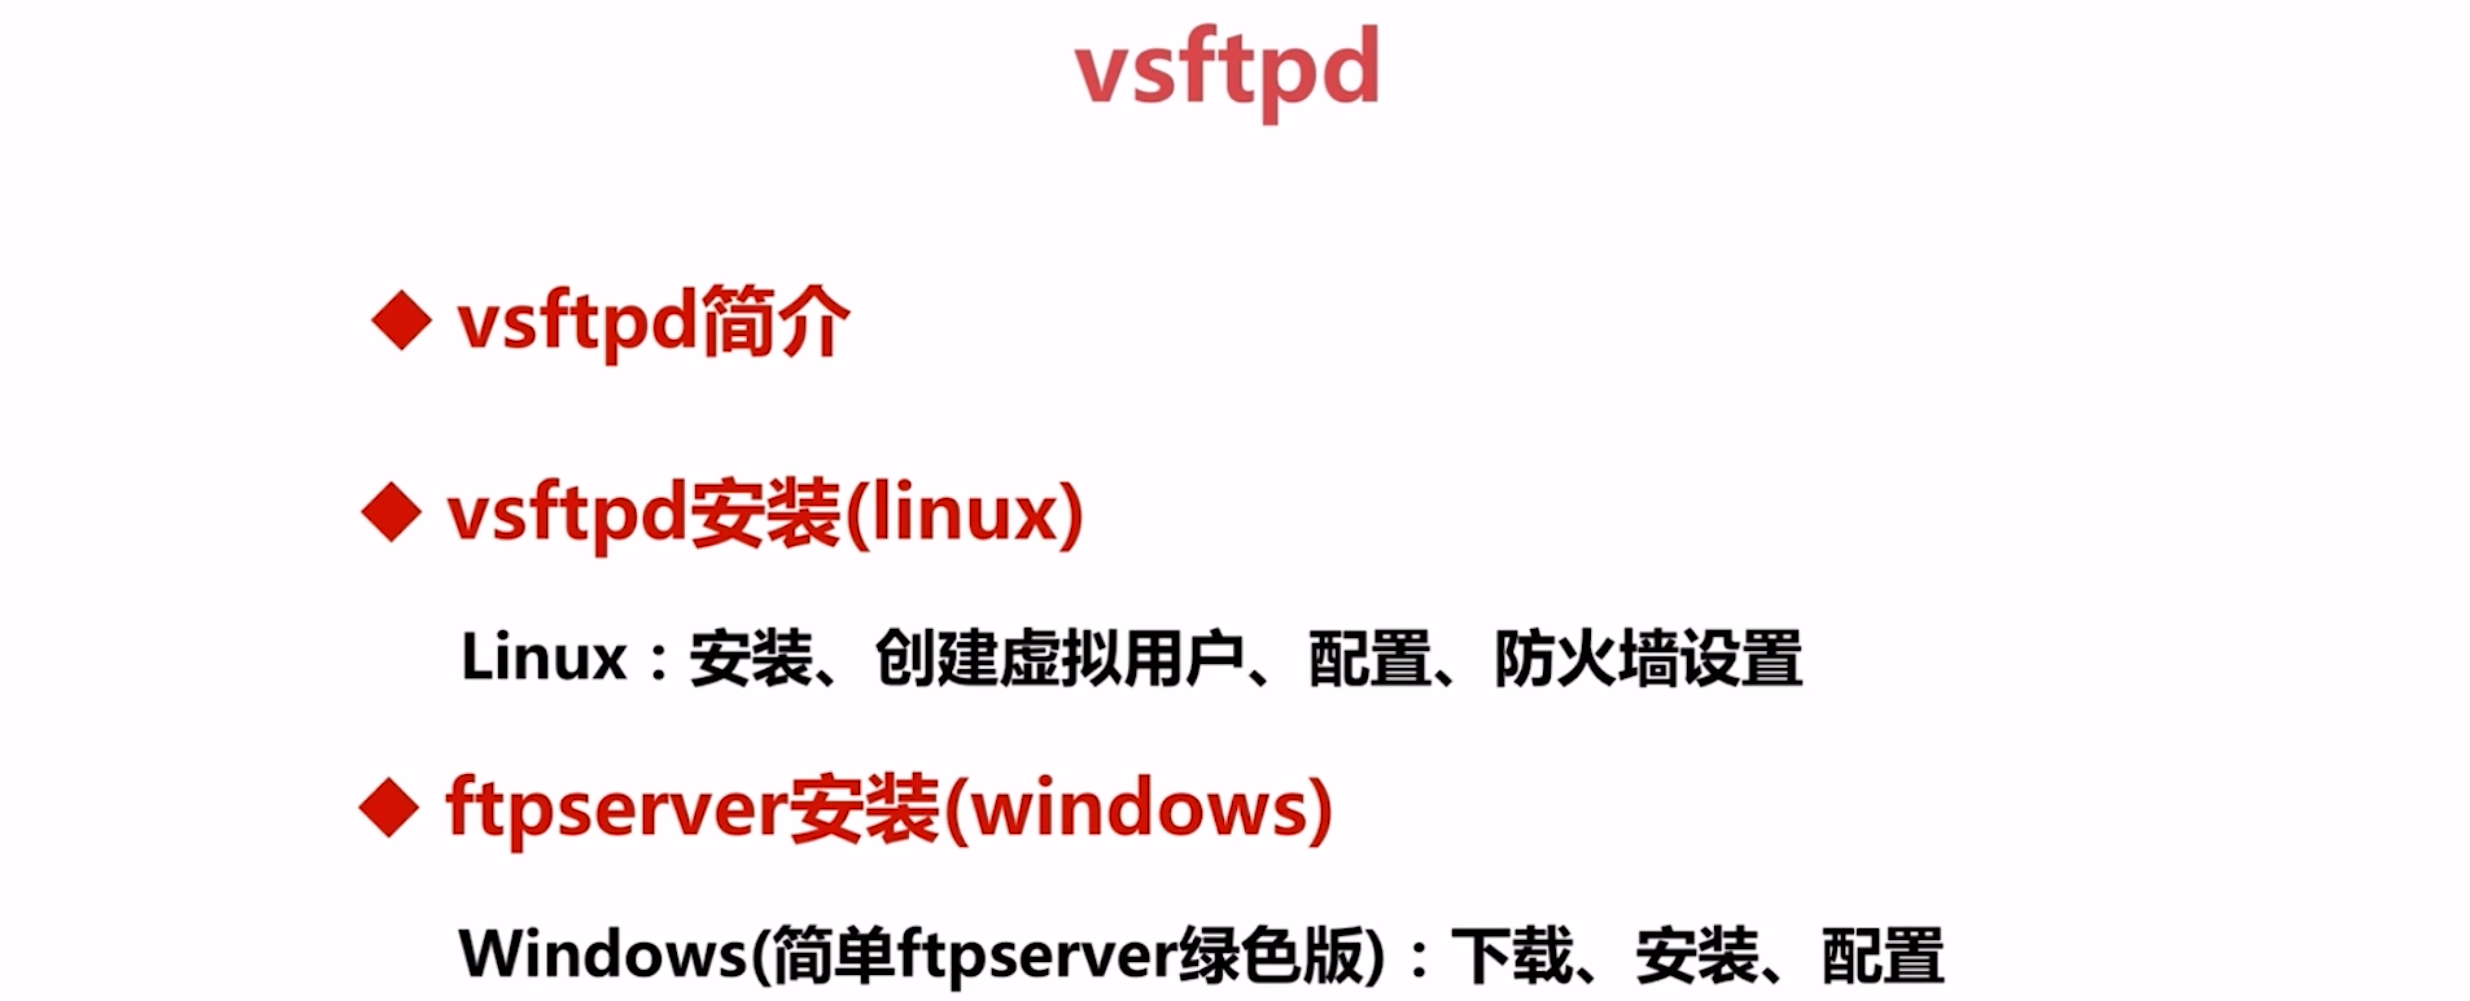 vsftpd
vsftpd简介
vsftpd安装(linux)
Linux：安装、创建虚拟用户、配置、防火墙设置
ftpserver安装(windows)
Windows(简单ftpserver绿色版)：下载、安装、配置